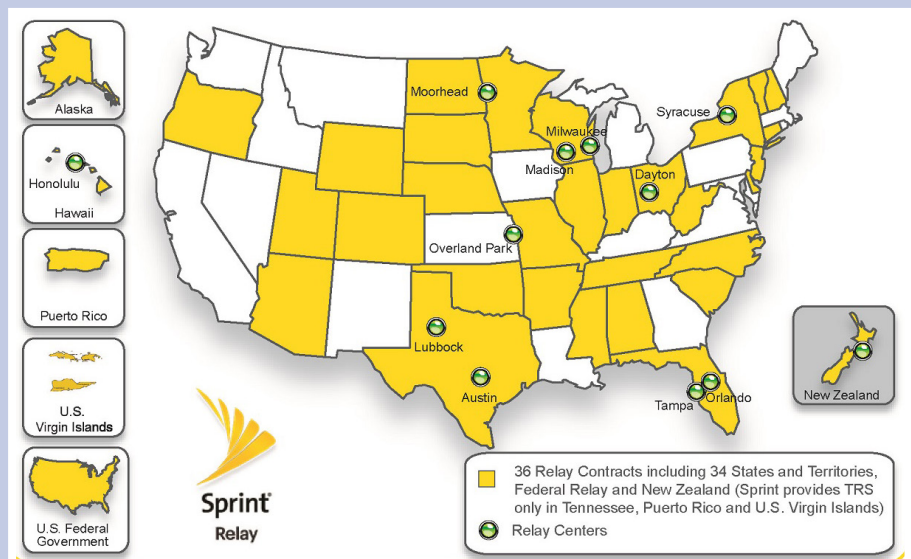 Alaska
Honolulu
Hawaii
Puerto Rico
U.S.
Virgin Islands
U.S. Federal
Government
Moorhead
Milwaukee
Madison
Syracuse
Dayton
Overland Park
Lubbock
Austin
Tampa
Orlando
New Zealand
Sprint®
Relay
36 Relay Contracts including 34 States and Territories,
Federal Relay and New Zealand (Sprint provides TRS
only in Tennessee, Puerto Rico and U.S. Virgin Islands)
Relay Centers